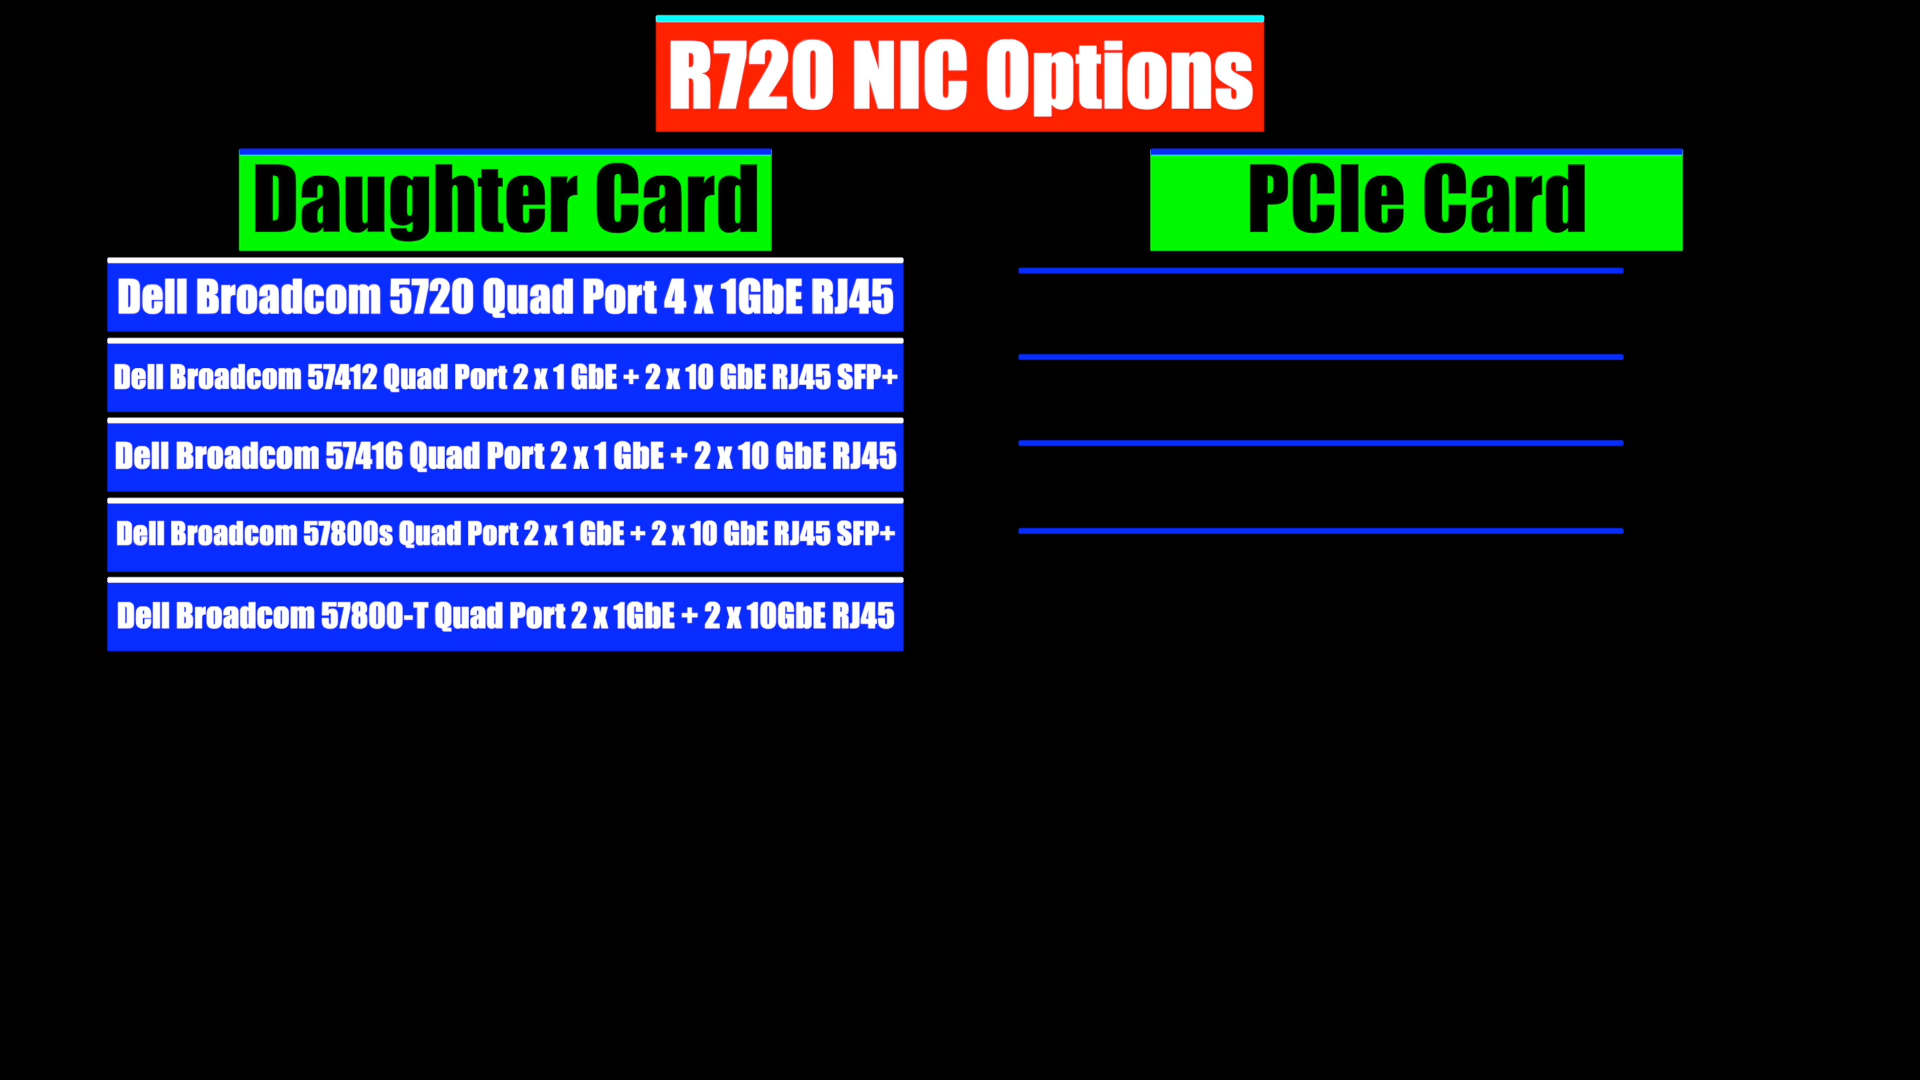 R720 NIC Options
Daughter Card
PCIe Card
Dell Broadcom 5720 Quad Port 4 x 1GbE RJ45
Dell Broadcom 57412 Quad Port 2 x 1 GbE + 2 x 10 GbE RJ45 SFP+
Dell Broadcom 57416 Quad Port 2 x 1 GbE + 2 x 10 GbE RJ45
Dell Broadcom 57800s Quad Port 2 x 1 GbE + 2 x 10 GbE RJ45 SFP+
Dell Broadcom 57800-T Quad Port 2 x 1GbE + 2 x 10GbE RJ45